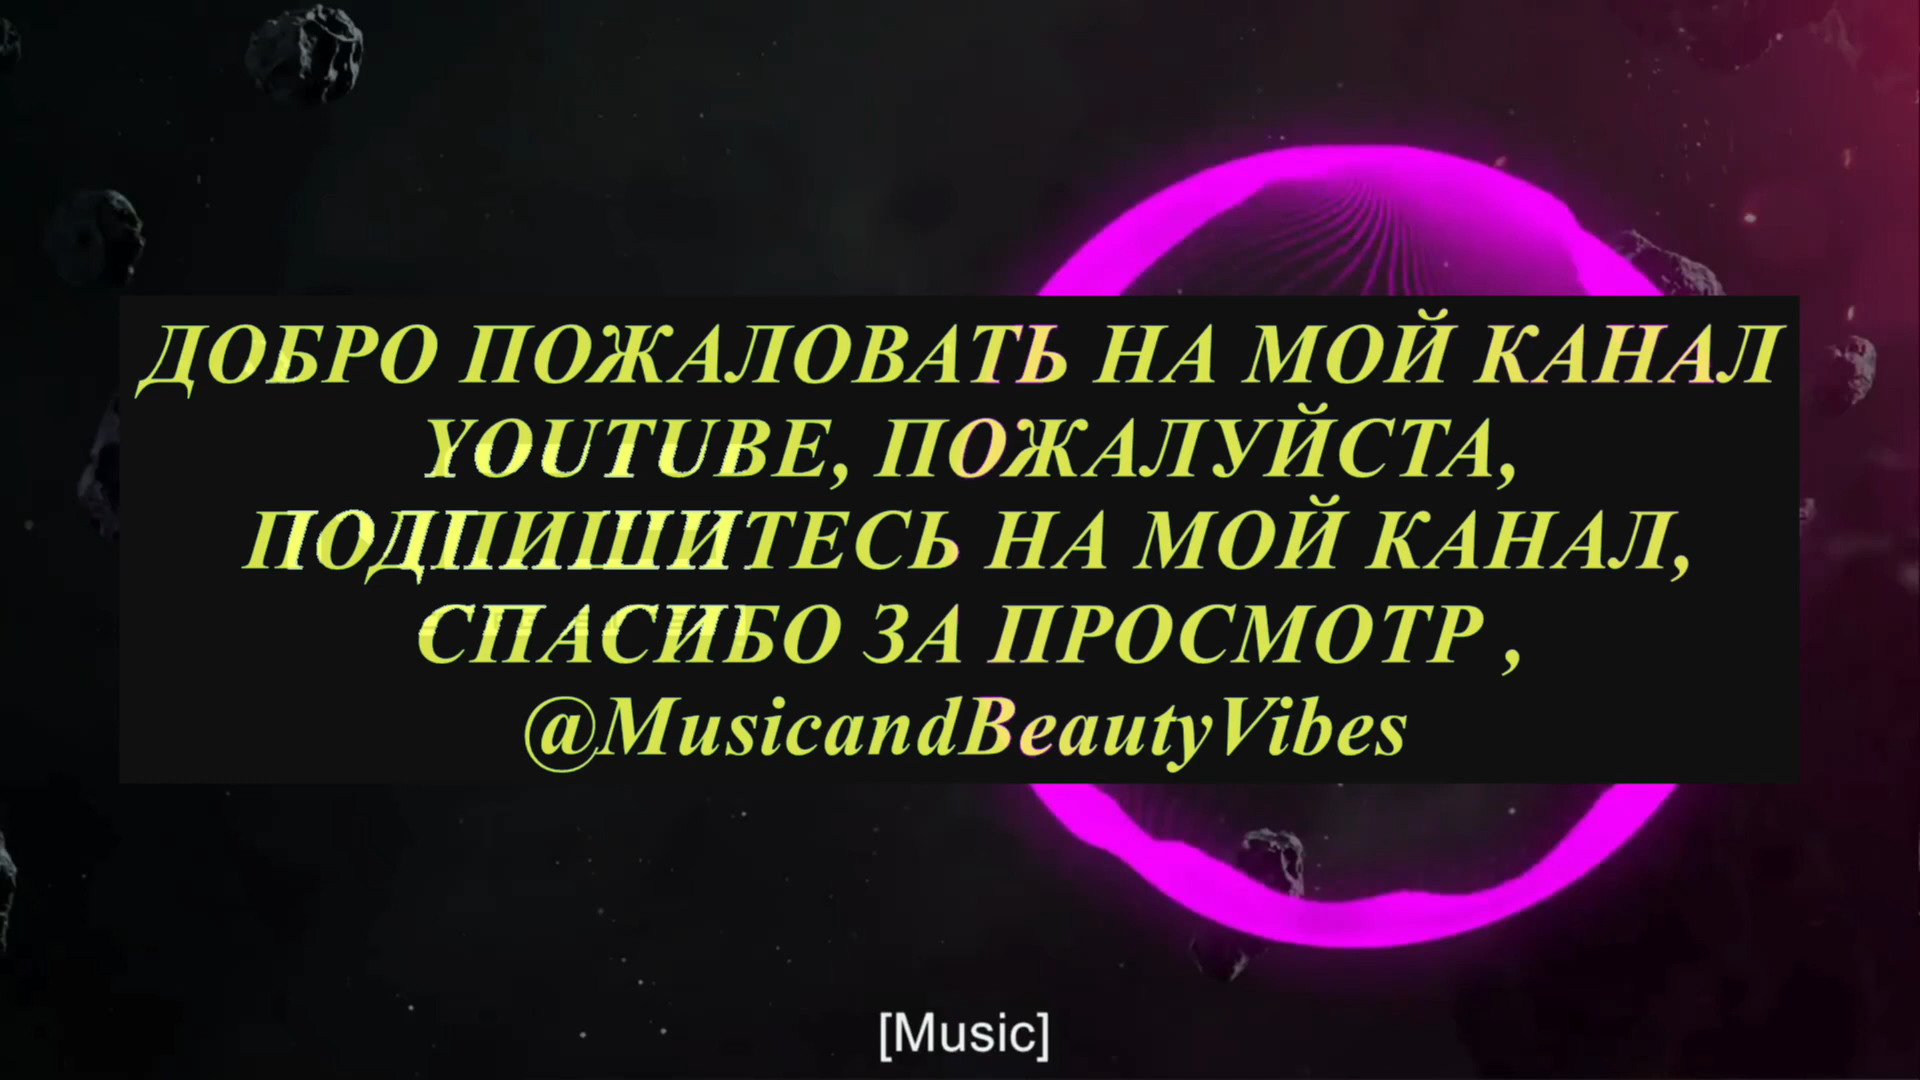 ДОБРО ПОЖАЛОВАТЬ НА МОЙ КАНАЛ
YOUTUBE, ПОЖАЛУЙСТА,
ПОДПИШИТЕСЬ НА МОЙ КАНАЛ,
СПАСИБО ЗА ПРОСМОТР ,
@MusicandBeautyVibes
[Music]